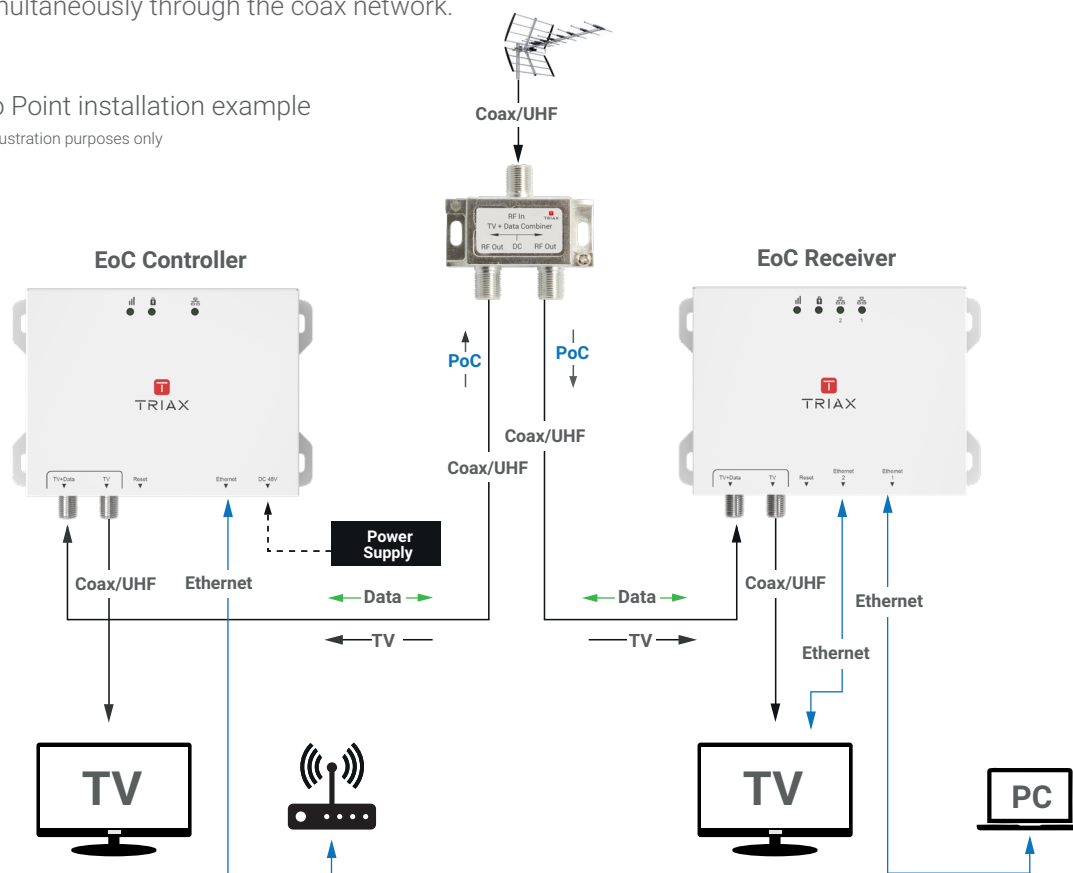 multaneously through the coax network.
Point installation example
ustration purposes only
Coax/UHF
RF In
TRIAX
TV + Data Combiner
RF Out DC RF Out
EoC Controller
EoC Receiver
2 1
PoC
PoC
TRIAX
TRIAX
Coax/UHF
Coax/UHF
TV+Data TV Reset Ethernet DC 48V
TV+Data TV Reset Ethernet 2 Ethernet 1
Power
Supply
Coax/UHF
Ethernet
Data
TV
Data
TV
Coax/UHF
Ethernet
Ethernet
TV
TV
PC